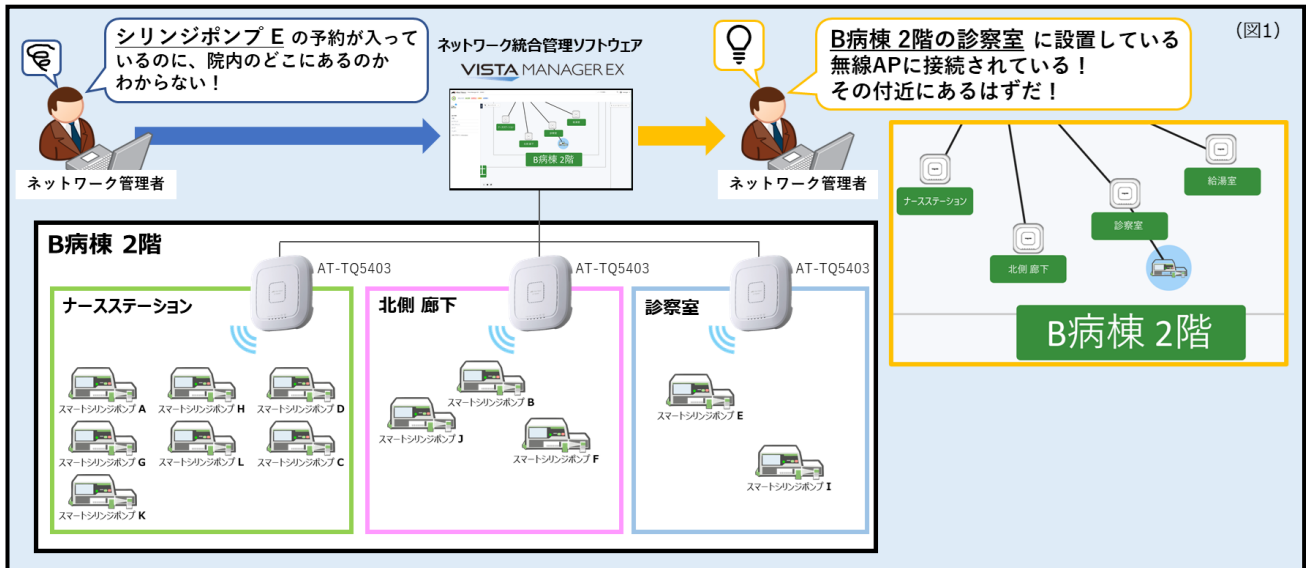 (図1)
シリンジポンプ E の予約が入って
いるのに、院内のどこにあるのか
わからない！
ネットワーク管理者
ネットワーク統合管理ソフトウェア
VISTA MANAGER EX
B病棟 2階
B病棟 2階の診察室 に設置している
無線APに接続されている！
その付近にあるはずだ！
ネットワーク管理者
ナースステーション
北側 廊下
診察室
給湯室
B病棟 2階
B病棟 2階
AT-TQ5403
AT-TQ5403
AT-TQ5403
ナースステーション
スマートシリンジポンプ A
スマートシリンジポンプ H
スマートシリンジポンプ D
スマートシリンジポンプ G
スマートシリンジポンプ L
スマートシリンジポンプ C
スマートシリンジポンプ K
北側 廊下
スマートシリンジポンプ B
スマートシリンジポンプ J
スマートシリンジポンプ F
診察室
スマートシリンジポンプ E
スマートシリンジポンプ I